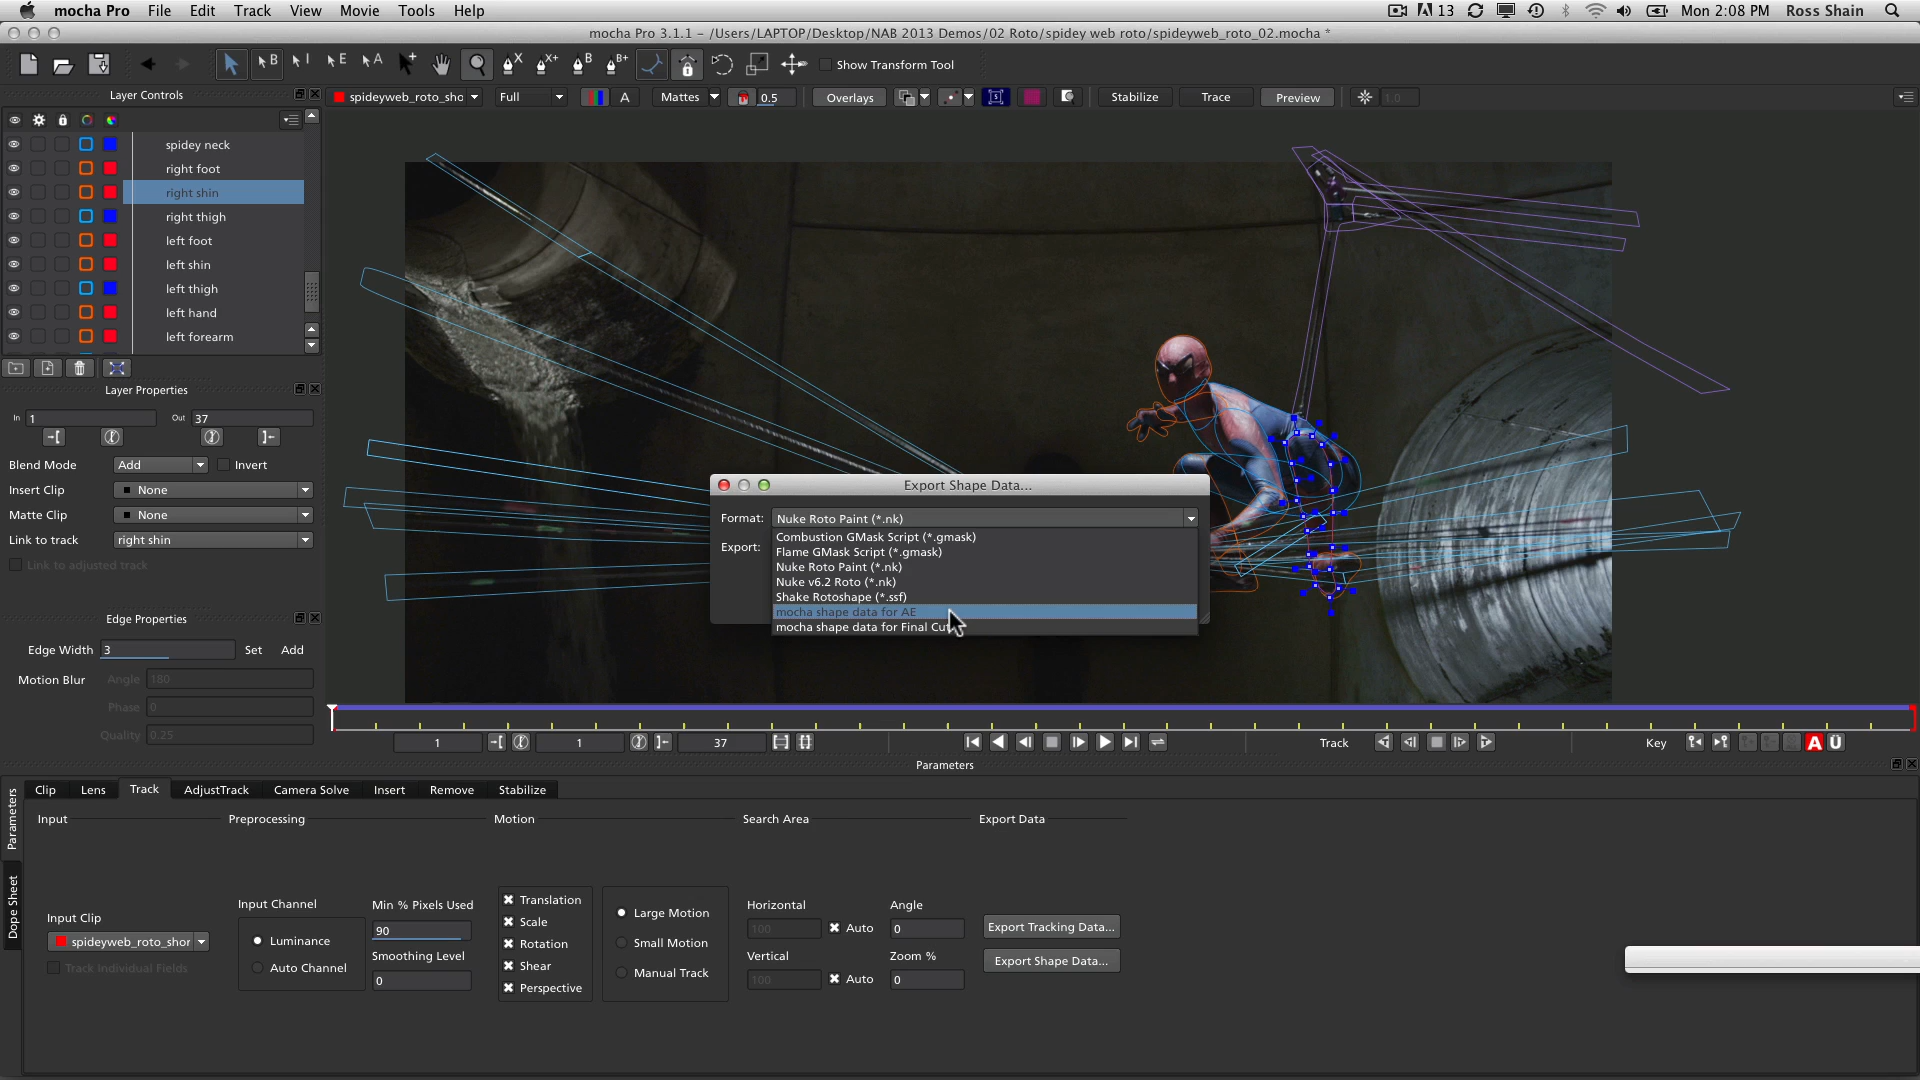 mocha Pro File Edit Track View Movie Tools Help 13 Mon 2:08 PM Ross Shain
mocha Pro 3.1.1 – /Users/LAPTOP/Desktop/NAB 2013 Demos/02 Roto/spidey web roto/spideyweb_roto_02.mocha *
B I E A X X+ B B+ Show Transform Tool
Layer Controls
spideyweb_roto_sho Full A Mattes 0.5 Overlays Stabilize Trace Preview 1.0
spidey neck
right foot
right shin
right thigh
left foot
left shin
left thigh
left hand
left forearm
Layer Properties
In 1 Out 37
Blend Mode Add Invert
Insert Clip None
Matte Clip None
Link to track right shin
Link to adjusted track
Edge Properties
Edge Width 3 Set Add
Motion Blur Angle 180
Phase 0
Quality 0.25
Export Shape Data...
Format: Nuke Roto Paint (*.nk)
Export:
Combustion GMask Script (*.gmask)
Flame GMask Script (*.gmask)
Nuke Roto Paint (*.nk)
Nuke v6.2 Roto (*.nk)
Shake Rotoshape (*.ssf)
mocha shape data for AE
mocha shape data for Final Cut
1 1 37 Track Key A Ü
Parameters
Parameters
Dope Sheet
Clip Lens Track AdjustTrack Camera Solve Insert Remove Stabilize
Input Preprocessing Motion Search Area Export Data
Input Clip
spideyweb_roto_shor
Track Individual Fields
Input Channel
Luminance
Auto Channel
Min % Pixels Used
90
Smoothing Level
0
Translation
Scale
Rotation
Shear
Perspective
Large Motion
Small Motion
Manual Track
Horizontal
100 Auto
Vertical
100 Auto
Angle
0
Zoom %
0
Export Tracking Data...
Export Shape Data...